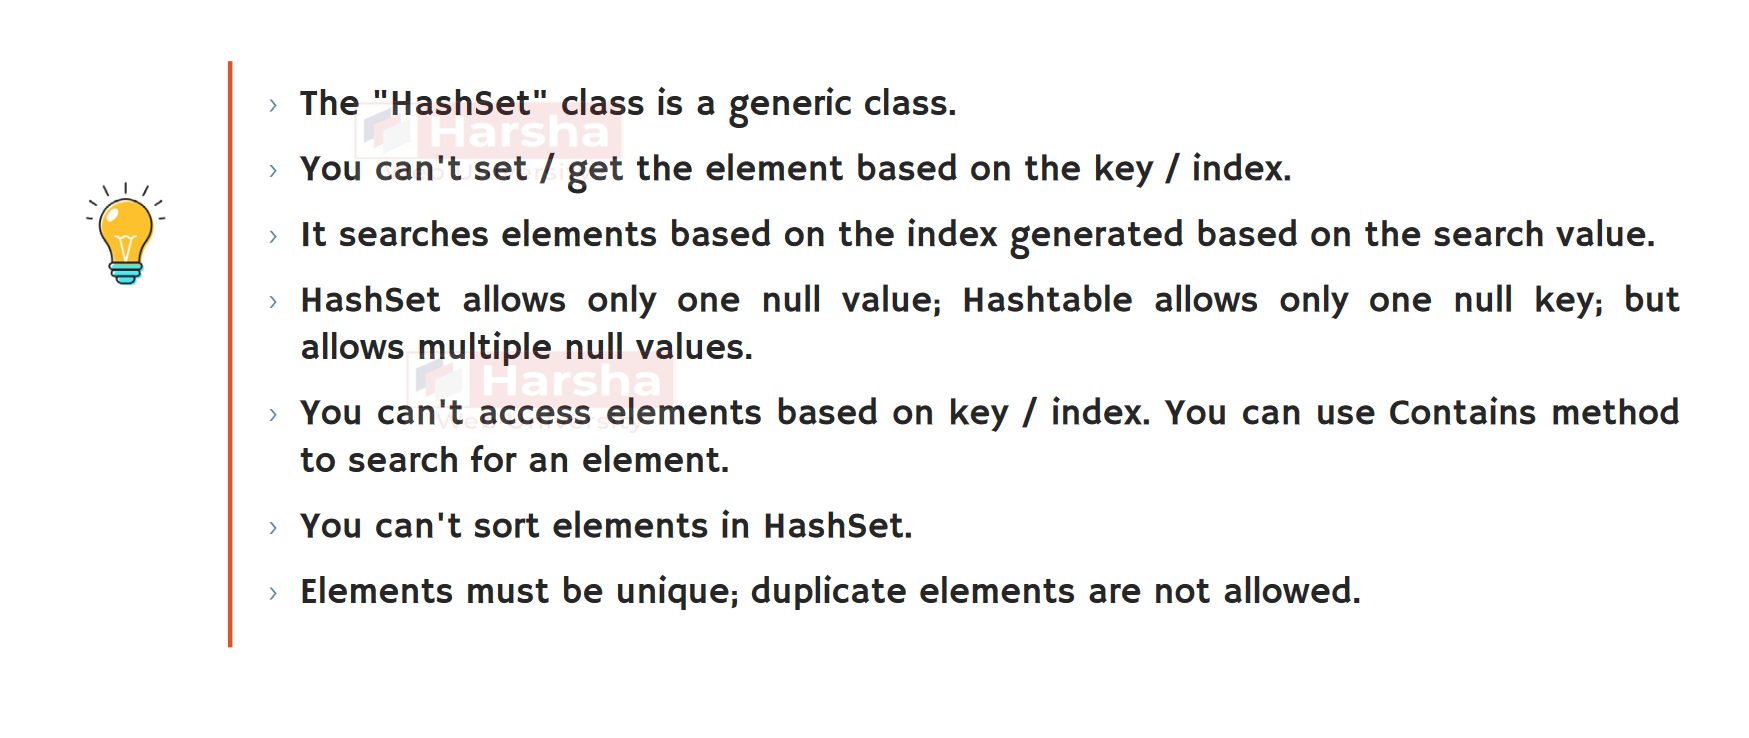 The "HashSet" class is a generic class.
You can't set / get the element based on the key / index.
It searches elements based on the index generated based on the search value.
HashSet allows only one null value; Hashtable allows only one null key; but
allows multiple null values.
You can't access elements based on key / index. You can use Contains method
to search for an element.
You can't sort elements in HashSet.
Elements must be unique; duplicate elements are not allowed.
Harsha
Web University
Harsha
Web University